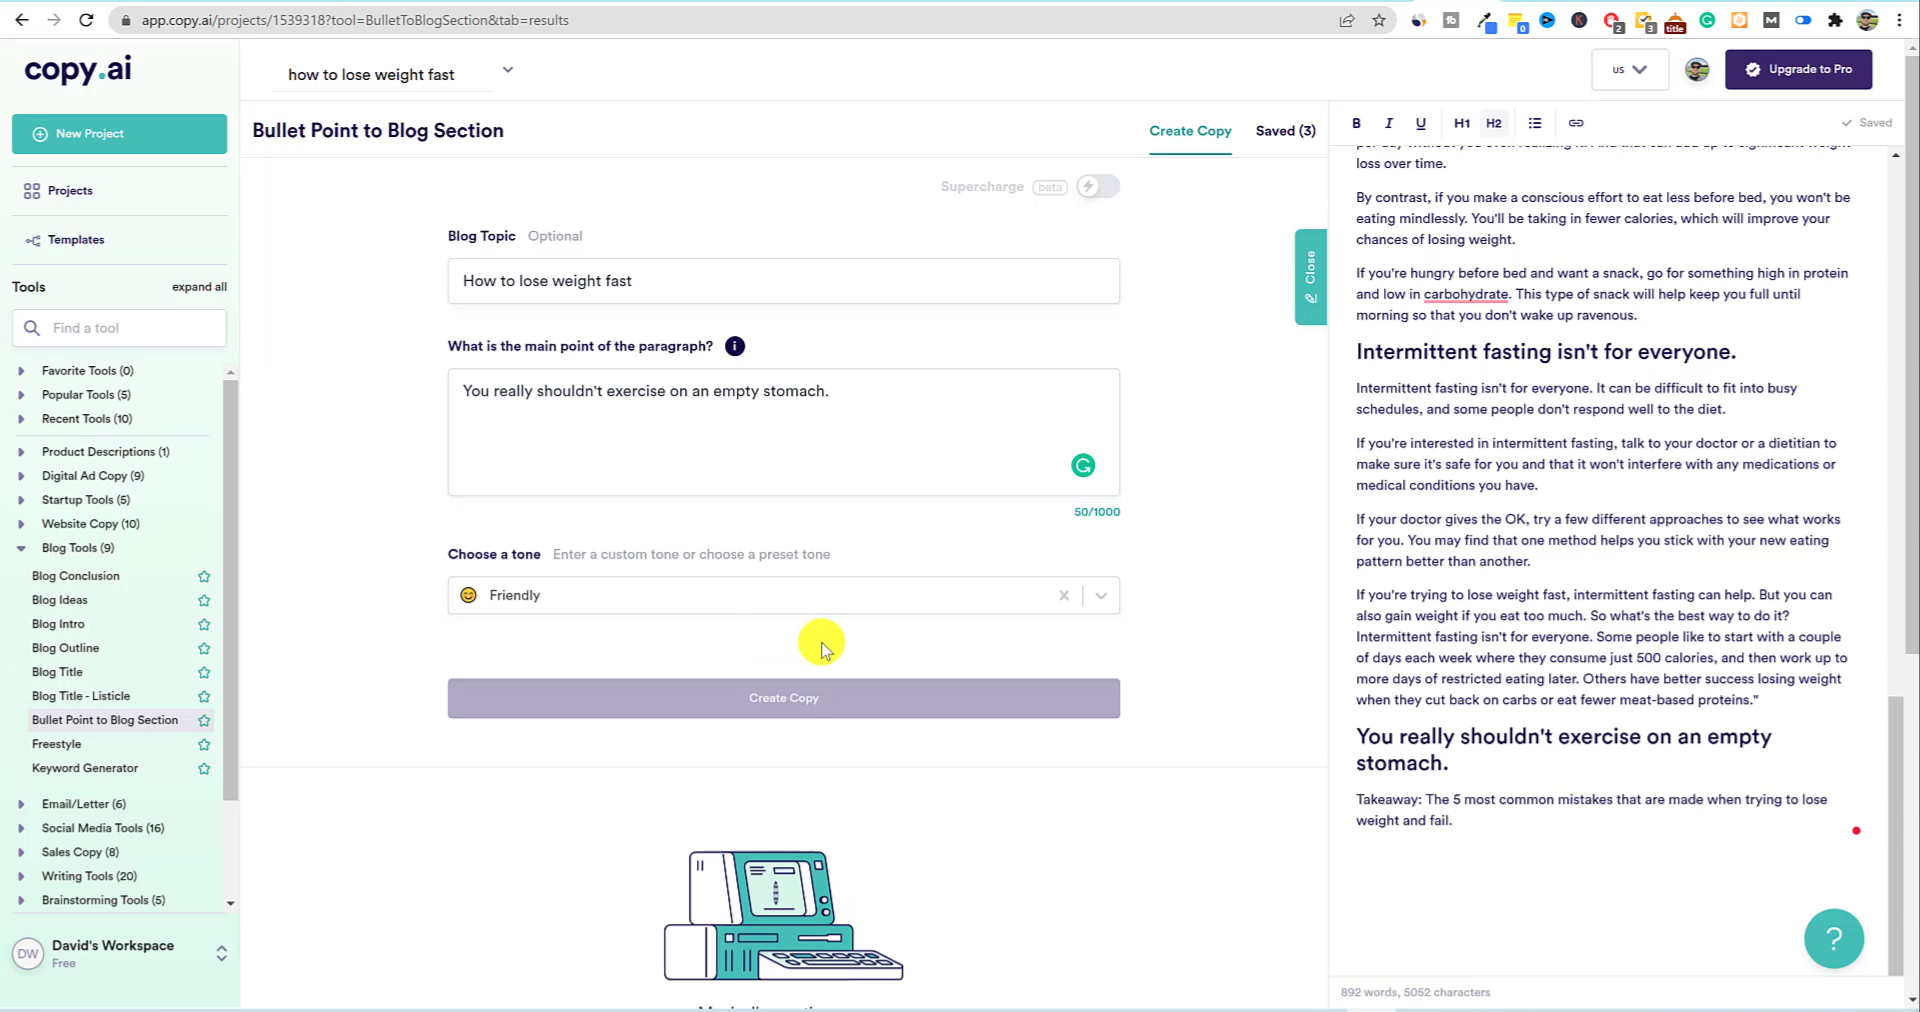 app.copy.ai/projects/1539318?tool=BulletToBlogSection&tab=results
copy.ai
how to lose weight fast
us
Upgrade to Pro
New Project
Projects
Templates
Tools
expand all
Find a tool
Favorite Tools (0)
Popular Tools (5)
Recent Tools (10)
Product Descriptions (1)
Digital Ad Copy (9)
Startup Tools (5)
Website Copy (10)
Blog Tools (9)
Blog Conclusion
Blog Ideas
Blog Intro
Blog Outline
Blog Title
Blog Title - Listicle
Bullet Point to Blog Section
Freestyle
Keyword Generator
Email/Letter (6)
Social Media Tools (16)
Sales Copy (8)
Writing Tools (20)
Brainstorming Tools (5)
DW
David's Workspace
Free
Bullet Point to Blog Section
Create Copy
Saved (3)
Supercharge beta
Blog Topic Optional
How to lose weight fast
What is the main point of the paragraph?
You really shouldn't exercise on an empty stomach.
50/1000
Choose a tone Enter a custom tone or choose a preset tone
Friendly
Create Copy
Close
B I U H1 H2
Saved
per day without you even realizing it. And that can add up to significant weight
loss over time.
By contrast, if you make a conscious effort to eat less before bed, you won't be
eating mindlessly. You'll be taking in fewer calories, which will improve your
chances of losing weight.
If you're hungry before bed and want a snack, go for something high in protein
and low in carbohydrate. This type of snack will help keep you full until
morning so that you don't wake up ravenous.
Intermittent fasting isn't for everyone.
Intermittent fasting isn't for everyone. It can be difficult to fit into busy
schedules, and some people don't respond well to the diet.
If you're interested in intermittent fasting, talk to your doctor or a dietitian to
make sure it's safe for you and that it won't interfere with any medications or
medical conditions you have.
If your doctor gives the OK, try a few different approaches to see what works
for you. You may find that one method helps you stick with your new eating
pattern better than another.
If you're trying to lose weight fast, intermittent fasting can help. But you can
also gain weight if you eat too much. So what's the best way to do it?
Intermittent fasting isn't for everyone. Some people like to start with a couple
of days each week where they consume just 500 calories, and then work up to
more days of restricted eating later. Others have better success losing weight
when they cut back on carbs or eat fewer meat-based proteins."
You really shouldn't exercise on an empty
stomach.
Takeaway: The 5 most common mistakes that are made when trying to lose
weight and fail.
?
892 words, 5052 characters